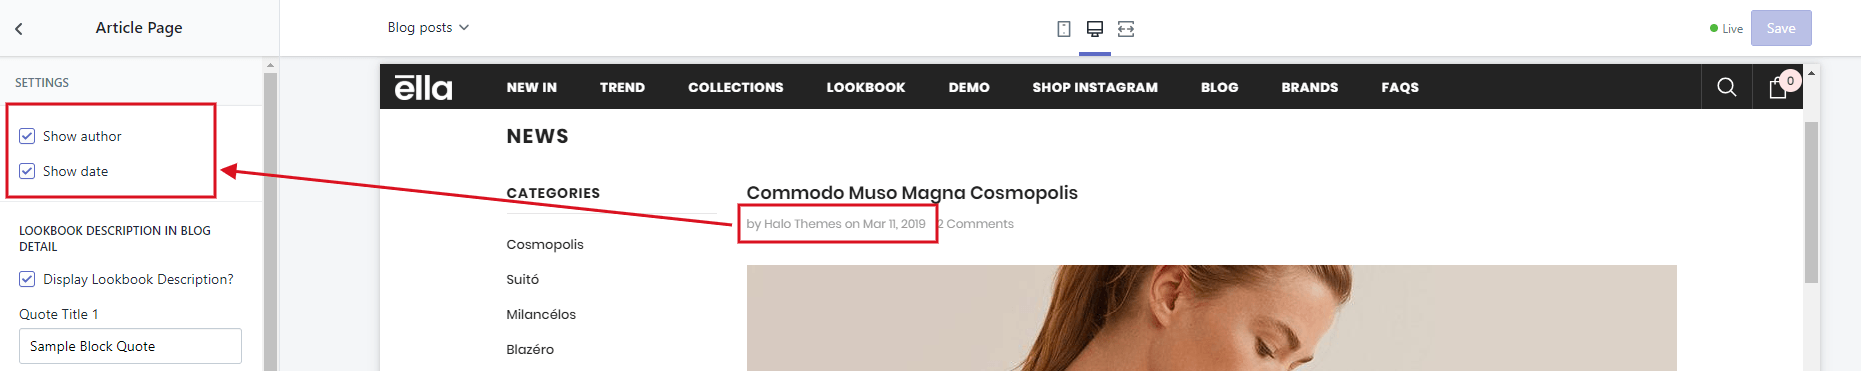 Article Page
Blog posts
Live
Save
SETTINGS
Show author
Show date
LOOKBOOK DESCRIPTION IN BLOG
DETAIL
Display Lookbook Description?
Quote Title 1
Sample Block Quote
ella
NEW IN
TREND
COLLECTIONS
LOOKBOOK
DEMO
SHOP INSTAGRAM
BLOG
BRANDS
FAQS
0
NEWS
CATEGORIES
Cosmopolis
Suitó
Milancélos
Blazéro
Commodo Muso Magna Cosmopolis
by Halo Themes on Mar 11, 2019 2 Comments